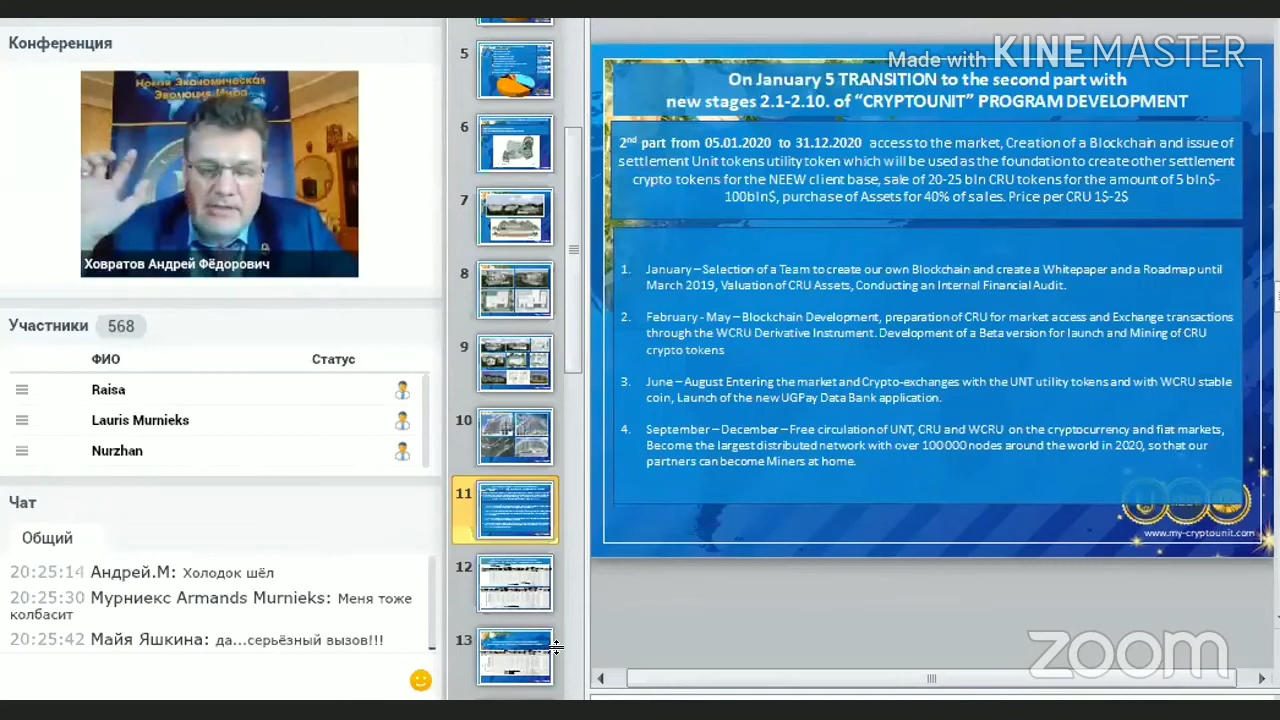 Конференция
Новая Экономическая
Эволюция Мира
Ховратов Андрей Фёдорович
Участники 568
ФИО Статус
Raisa
Lauris Murnieks
Nurzhan
Чат
Общий
20:25:14 Андрей.М: Холодок шёл
20:25:30 Мурниекс Armands Murnieks: Меня тоже
колбасит
20:25:42 Майя Яшкина: да...серьёзный вызов!!!
5
6
7
8
9
10
11
12
13
Made with KINEMASTER
On January 5 TRANSITION to the second part with
new stages 2.1-2.10. of “CRYPTOUNIT” PROGRAM DEVELOPMENT
2nd part from 05.01.2020 to 31.12.2020 access to the market, Creation of a Blockchain and issue of
settlement Unit tokens utility token which will be used as the foundation to create other settlement
crypto tokens for the NEEW client base, sale of 20-25 bln CRU tokens for the amount of 5 bln$-
100bln$, purchase of Assets for 40% of sales. Price per CRU 1$-2$
1. January – Selection of a Team to create our own Blockchain and create a Whitepaper and a Roadmap until
March 2019, Valuation of CRU Assets, Conducting an Internal Financial Audit.
2. February - May – Blockchain Development, preparation of CRU for market access and Exchange transactions
through the WCRU Derivative Instrument. Development of a Beta version for launch and Mining of CRU
crypto tokens
3. June – August Entering the market and Crypto-exchanges with the UNT utility tokens and with WCRU stable
coin, Launch of the new UGPay Data Bank application.
4. September – December – Free circulation of UNT, CRU and WCRU on the cryptocurrency and fiat markets,
Become the largest distributed network with over 100 000 nodes around the world in 2020, so that our
partners can become Miners at home.
www.my-cryptounit.com
zoom